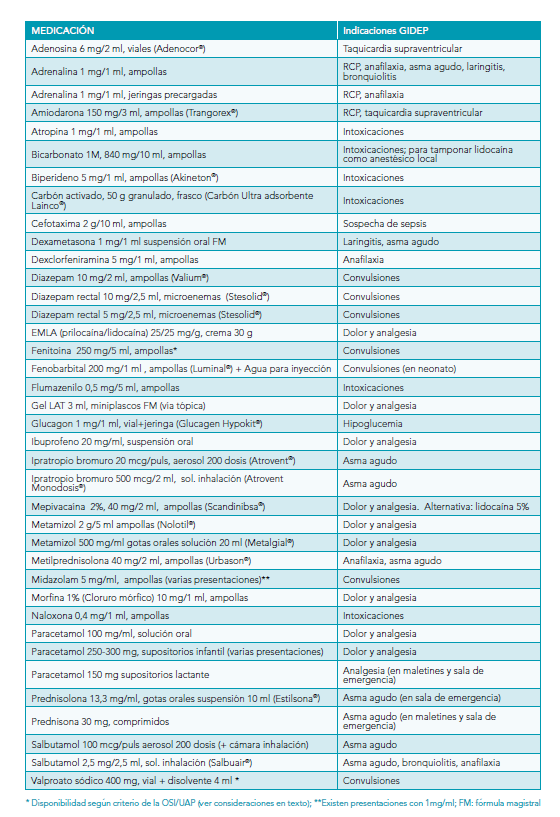 MEDICACIÓN Indicaciones GIDEP
Adenosina 6 mg/2 ml, viales (Adenocor®) Taquicardia supraventricular
Adrenalina 1 mg/1 ml, ampollas RCP, anafilaxia, asma agudo, laringitis,
bronquiolitis
Adrenalina 1 mg/1 ml, jeringas precargadas RCP, anafilaxia
Amiodarona 150 mg/3 ml, ampollas (Trangorex®) RCP, taquicardia supraventricular
Atropina 1 mg/1 ml, ampollas Intoxicaciones
Bicarbonato 1M, 840 mg/10 ml, ampollas Intoxicaciones; para tamponar lidocaína
como anestésico local
Biperideno 5 mg/1 ml, ampollas (Akineton®) Intoxicaciones
Carbón activado, 50 g granulado, frasco (Carbón Ultra adsorbente
Lainco®) Intoxicaciones
Cefotaxima 2 g/10 ml, ampollas Sospecha de sepsis
Dexametasona 1 mg/1 ml suspensión oral FM Laringitis, asma agudo
Dexclorfeniramina 5 mg/1 ml, ampollas Anafilaxia
Diazepam 10 mg/2 ml, ampollas (Valium®) Convulsiones
Diazepam rectal 10 mg/2,5 ml, microenemas (Stesolid®) Convulsiones
Diazepam rectal 5 mg/2,5 ml, microenemas (Stesolid®) Convulsiones
EMLA (prilocaína/lidocaína) 25/25 mg/g, crema 30 g Dolor y analgesia
Fenitoína 250 mg/5 ml, ampollas* Convulsiones
Fenobarbital 200 mg/1 ml , ampollas (Luminal®) + Agua para inyección Convulsiones (en neonato)
Flumazenilo 0,5 mg/5 ml, ampollas Intoxicaciones
Gel LAT 3 ml, miniplascos FM (via tópica) Dolor y analgesia
Glucagon 1 mg/1 ml, vial+jeringa (Glucagen Hypokit®) Hipoglucemia
Ibuprofeno 20 mg/ml, suspensión oral Dolor y analgesia
Ipratropio bromuro 20 mcg/puls, aerosol 200 dosis (Atrovent®) Asma agudo
Ipratropio bromuro 500 mcg/2 ml, sol. inhalación (Atrovent
Monodosis®) Asma agudo
Mepivacaina 2%, 40 mg/2 ml, ampollas (Scandinibsa®) Dolor y analgesia. Alternativa: lidocaína 5%
Metamizol 2 g/5 ml ampollas (Nolotil®) Dolor y analgesia
Metamizol 500 mg/ml gotas orales solución 20 ml (Metalgial®) Dolor y analgesia
Metilprednisolona 40 mg/2 ml, ampollas (Urbason®) Anafilaxia, asma agudo
Midazolam 5 mg/ml, ampollas (varias presentaciones)** Convulsiones
Morfina 1% (Cloruro mórfico) 10 mg/1 ml, ampollas Dolor y analgesia
Naloxona 0,4 mg/1 ml, ampollas Intoxicaciones
Paracetamol 100 mg/ml, solución oral Dolor y analgesia
Paracetamol 250-300 mg, supositorios infantil (varias presentaciones) Dolor y analgesia
Paracetamol 150 mg supositorios lactante Analgesia (en maletines y sala de
emergencia)
Prednisolona 13,3 mg/ml, gotas orales suspensión 10 ml (Estilsona®) Asma agudo (en sala de emergencia)
Prednisona 30 mg, comprimidos Asma agudo (en maletines y sala de
emergencia)
Salbutamol 100 mcg/puls aerosol 200 dosis (+ cámara inhalación) Asma agudo
Salbutamol 2,5 mg/2,5 ml, sol. inhalación (Salbuair®) Asma agudo, bronquiolitis, anafilaxia
Valproato sódico 400 mg, vial + disolvente 4 ml * Convulsiones
* Disponibilidad según criterio de la OSI/UAP (ver consideraciones en texto); **Existen presentaciones con 1mg/ml; FM: fórmula magistral